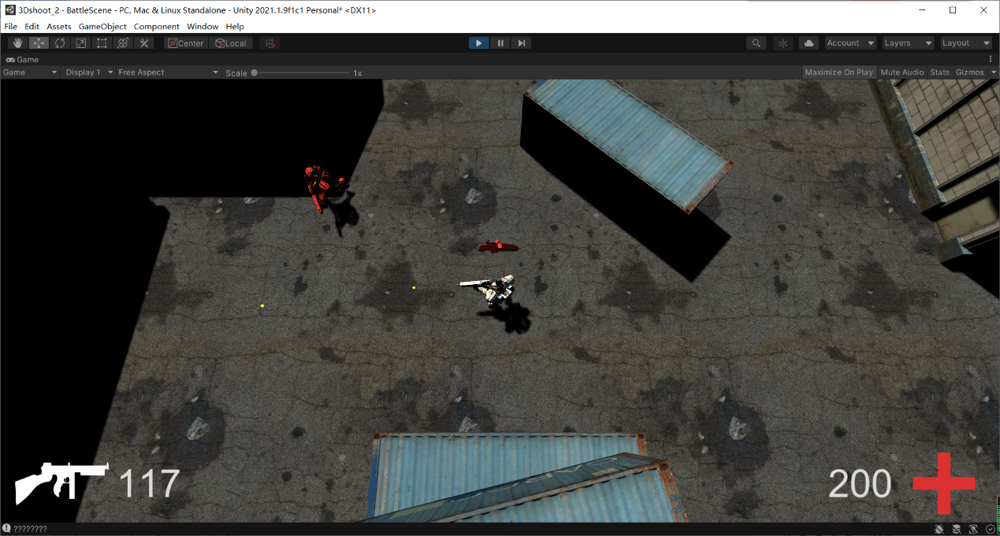 3Dshoot_2 - BattleScene - PC, Mac & Linux Standalone - Unity 2021.1.9f1c1 Personal* <DX11>
File Edit Assets GameObject Component Window Help
Center Local Account Layers Layout
Game
Game Display 1 Free Aspect Scale 1x Maximize On Play Mute Audio Stats Gizmos
117 200
????????